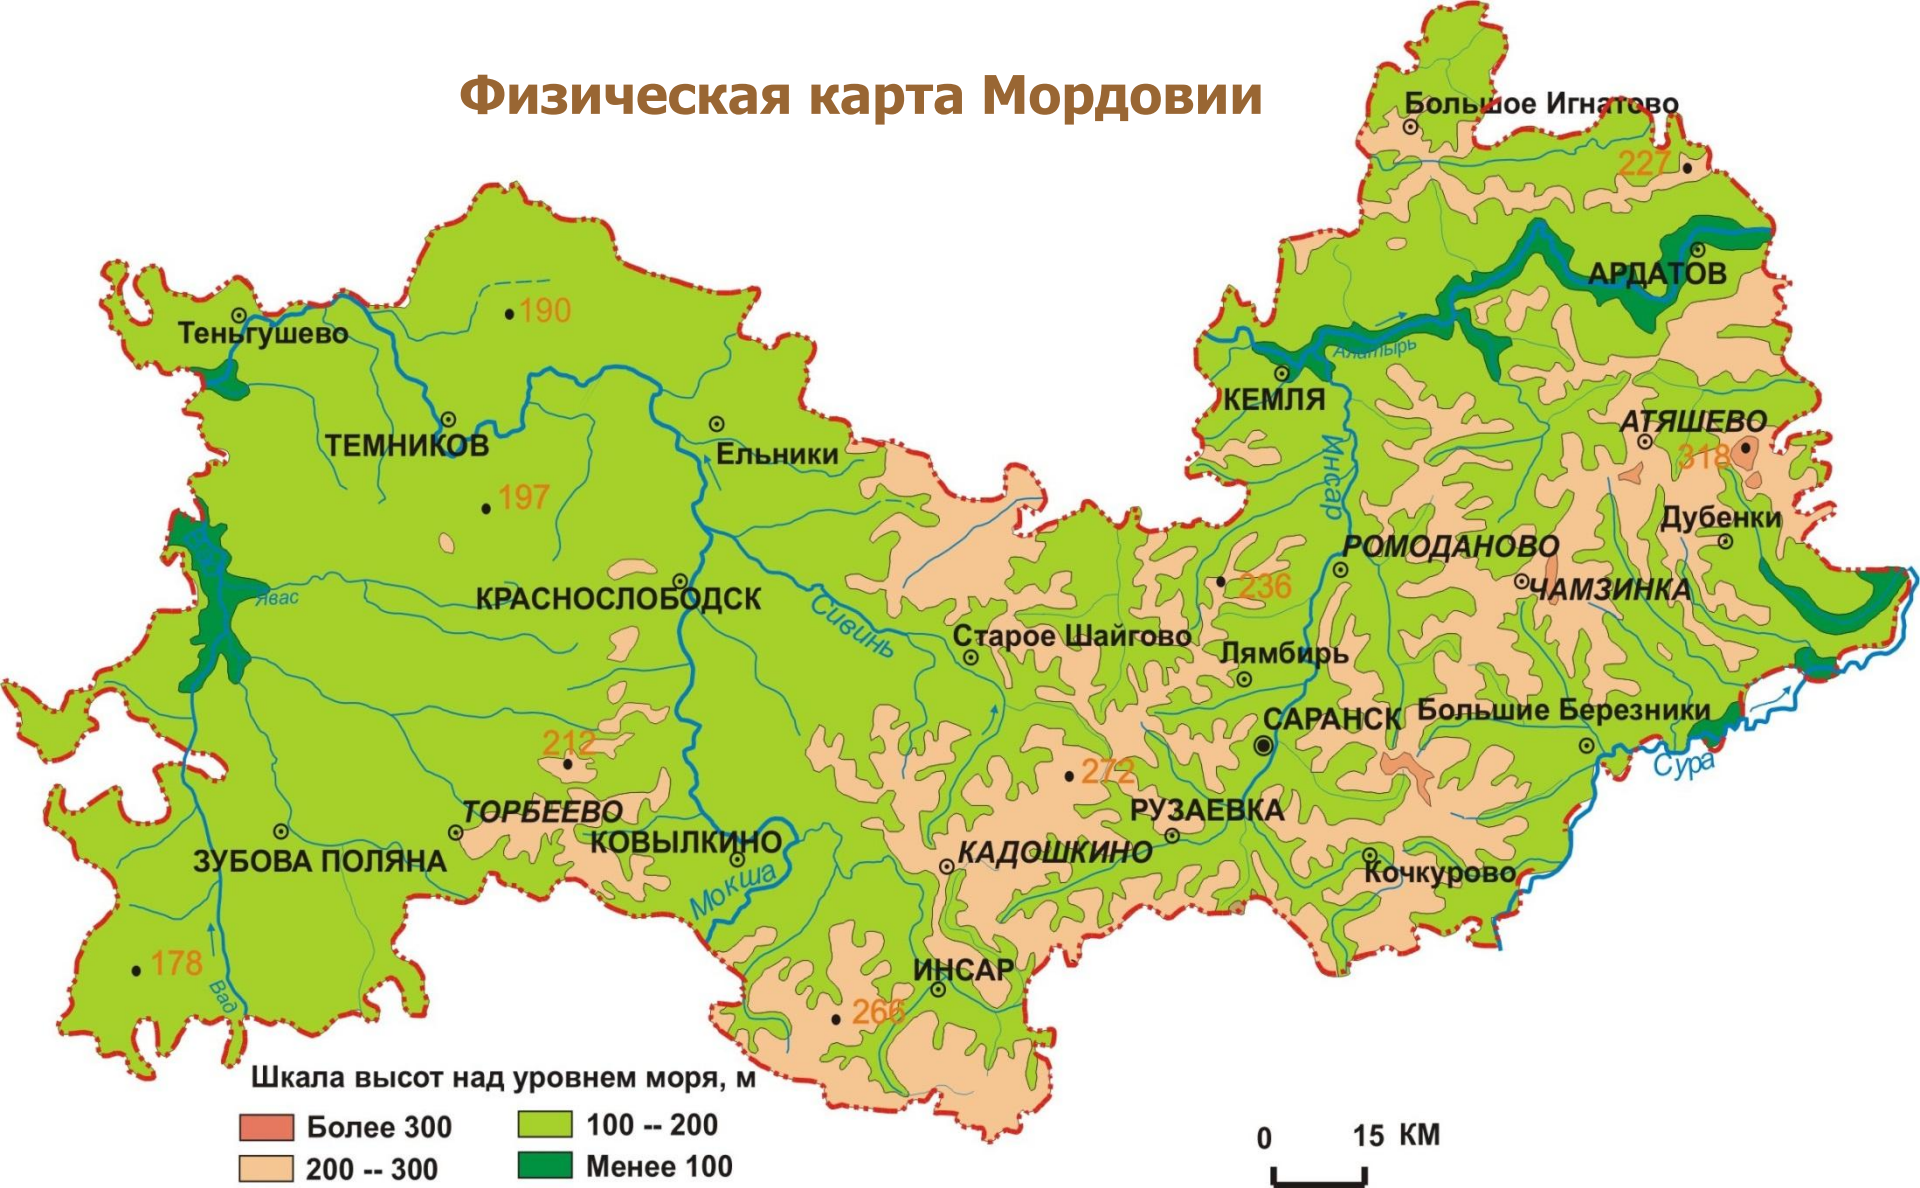 Физическая карта Мордовии
Большое Игнатово
227
АРДАТОВ
190
Теньгушево
Алатырь
КЕМЛЯ
АТЯШЕВО
318
ТЕМНИКОВ
Ельники
Инсар
197
Дубенки
РОМОДАНОВО
236
ЧАМЗИНКА
Явас
КРАСНОСЛОБОДСК
Сивинь
Старое Шайгово
Лямбирь
САРАНСК
Большие Березники
212
272
Сура
ТОРБЕЕВО
РУЗАЕВКА
КОВЫЛКИНО
КАДОШКИНО
ЗУБОВА ПОЛЯНА
Кочкурово
Мокша
178
ИНСАР
Вад
266
Шкала высот над уровнем моря, м
Более 300
100 -- 200
200 -- 300
Менее 100
0 15 КМ